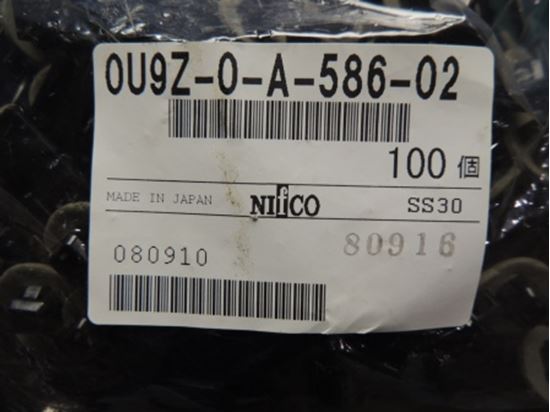 0U9Z-0-A-586-02
100 個
MADE IN JAPAN NIfCO SS30
080910 80916